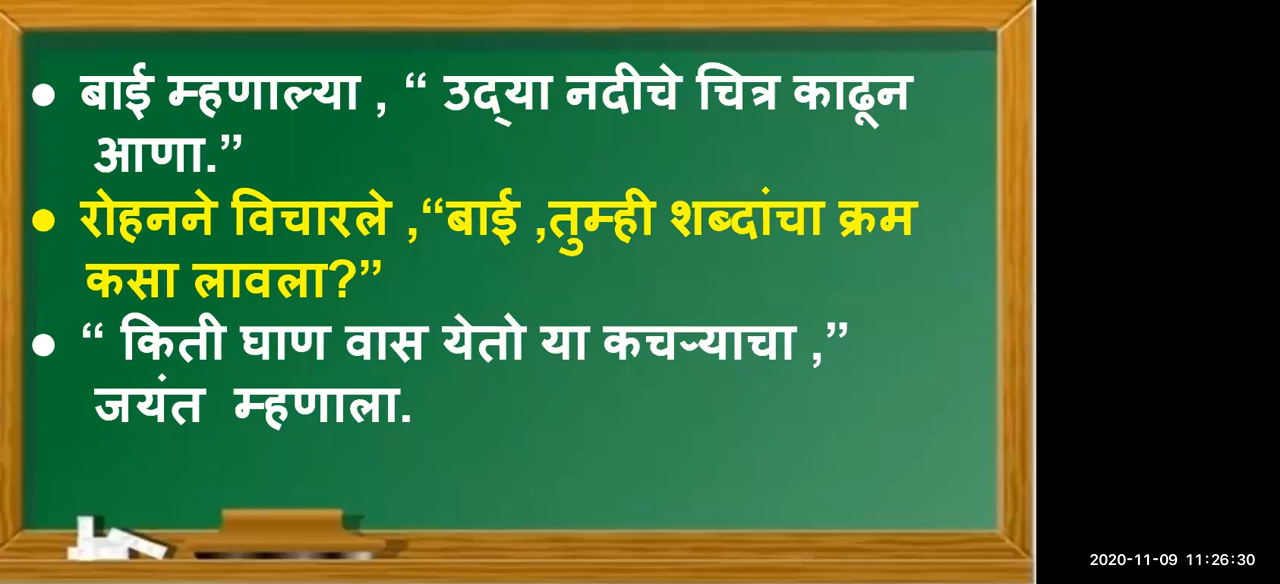 • बाई म्हणाल्या , “ उद्‌या नदीचे चित्र काढून
आणा.”
• रोहनने विचारले ,“बाई ,तुम्ही शब्दांचा क्रम
कसा लावला?”
• “ किती घाण वास येतो या कचऱ्याचा ,”
जयंत म्हणाला.
2020-11-09 11:26:30